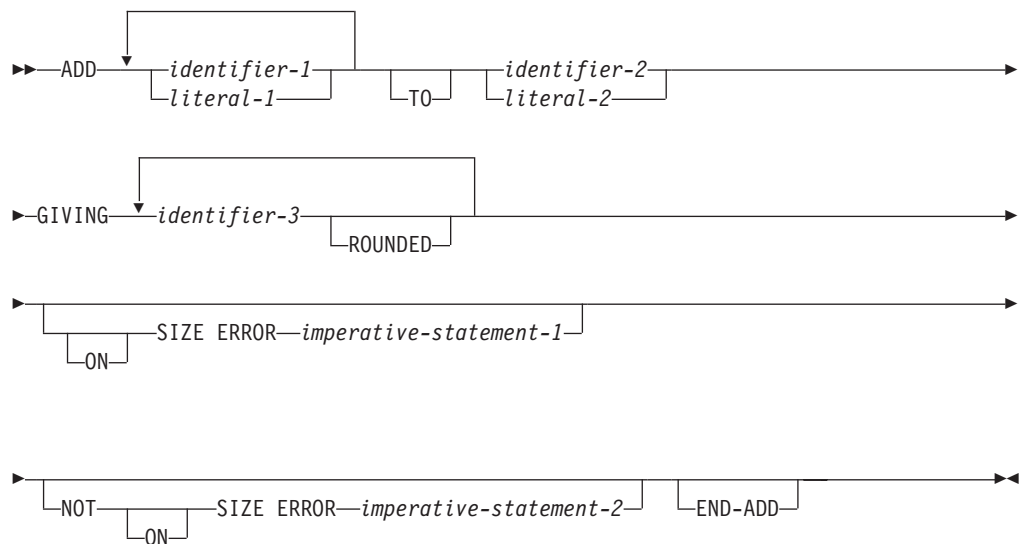 ADD identifier-1 identifier-2
literal-1 TO literal-2
GIVING identifier-3
ROUNDED
SIZE ERROR imperative-statement-1
ON
NOT SIZE ERROR imperative-statement-2 END-ADD
ON